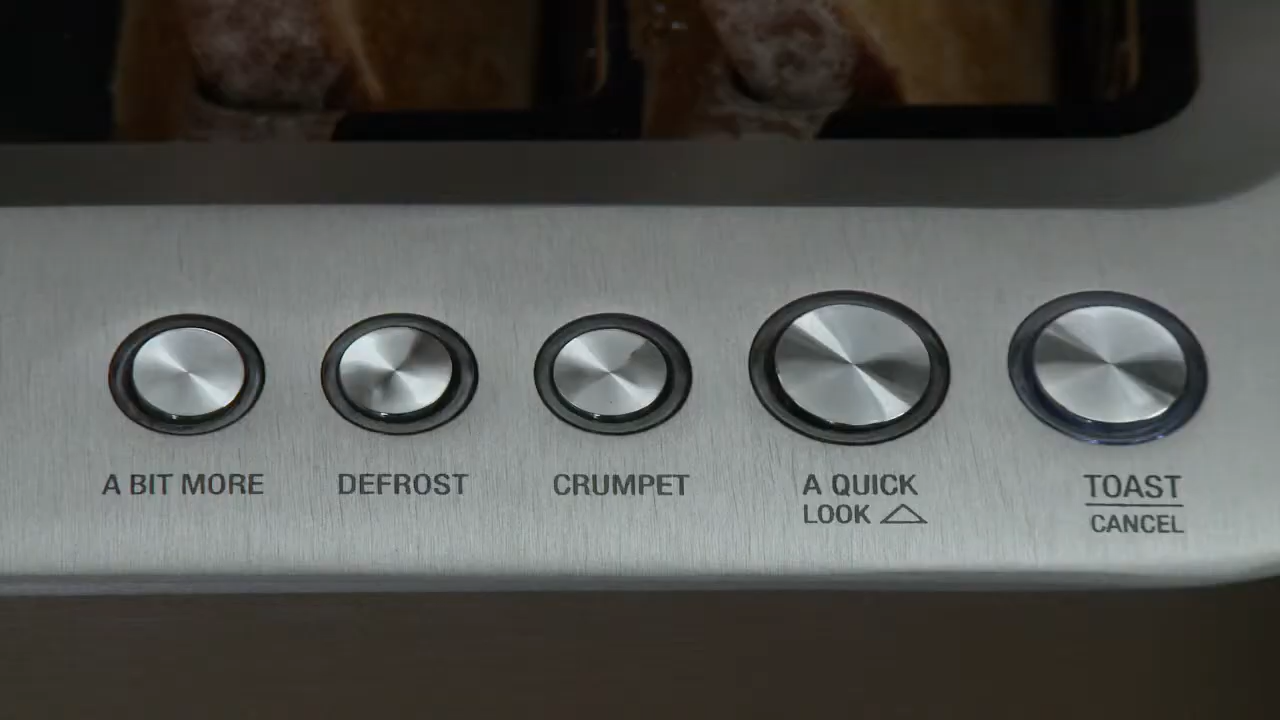 A BIT MORE
DEFROST
CRUMPET
A QUICK
LOOK
TOAST
CANCEL